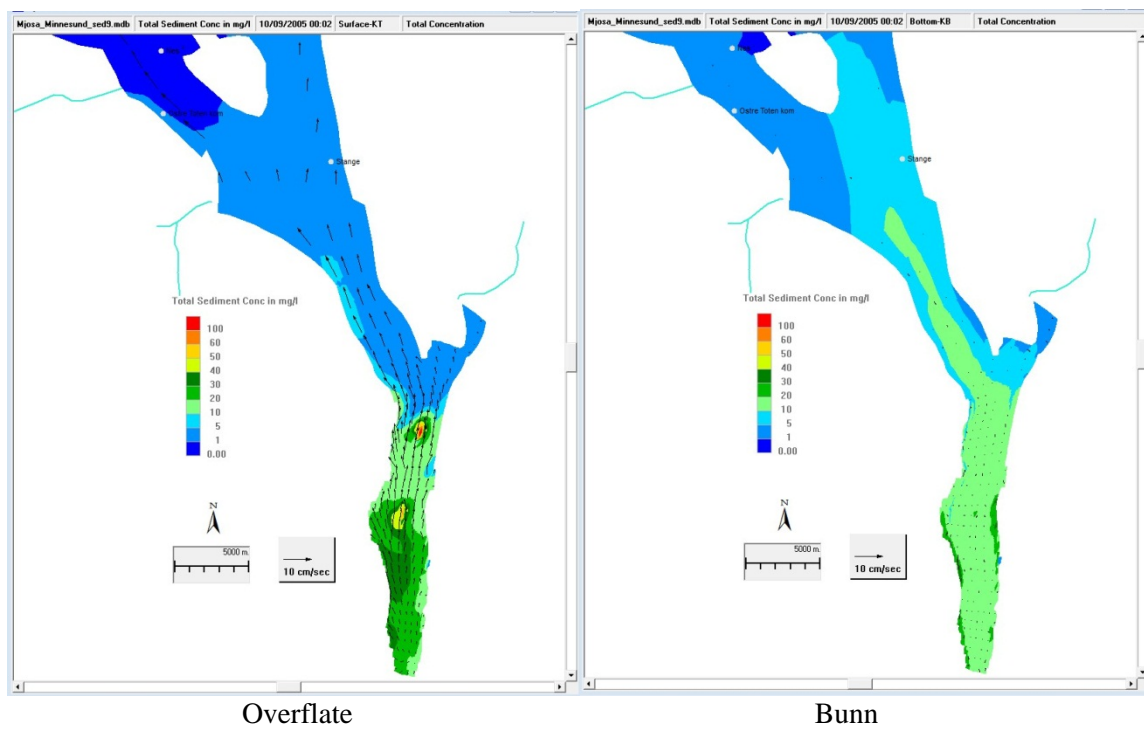 Mjosa_Minnesund_sed9.mdb Total Sediment Conc in mg/l 10/09/2005 00:02 Surface-KT Total Concentration
Stange
Total Sediment Conc in mg/l
100
60
50
40
30
20
10
5
1
0.00
N
5000 m.
10 cm/sec
Overflate
Mjosa_Minnesund_sed9.mdb Total Sediment Conc in mg/l 10/09/2005 00:02 Bottom-KB Total Concentration
Ostre Toten kom
Stange
Total Sediment Conc in mg/l
100
60
50
40
30
20
10
5
1
0.00
N
5000 m.
10 cm/sec
Bunn